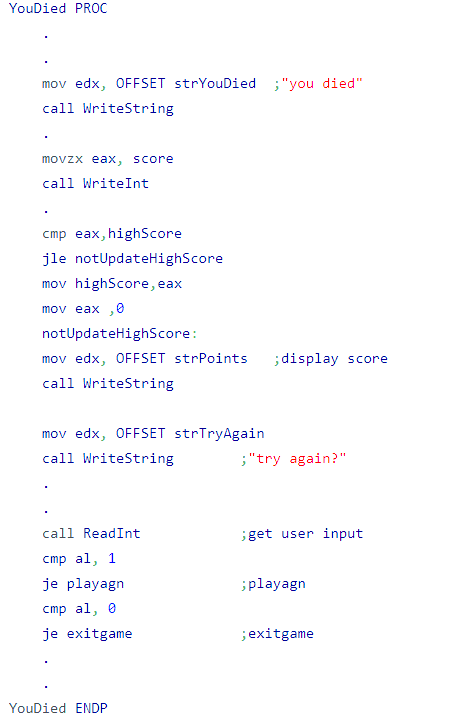 YouDied PROC
.
.
mov edx, OFFSET strYouDied ;"you died"
call WriteString
.
movzx eax, score
call WriteInt
.
cmp eax,highScore
jle notUpdateHighScore
mov highScore,eax
mov eax ,0
notUpdateHighScore:
mov edx, OFFSET strPoints ;display score
call WriteString
mov edx, OFFSET strTryAgain
call WriteString ;"try again?"
.
.
call ReadInt ;get user input
cmp al, 1
je playagn ;playagn
cmp al, 0
je exitgame ;exitgame
.
.
YouDied ENDP